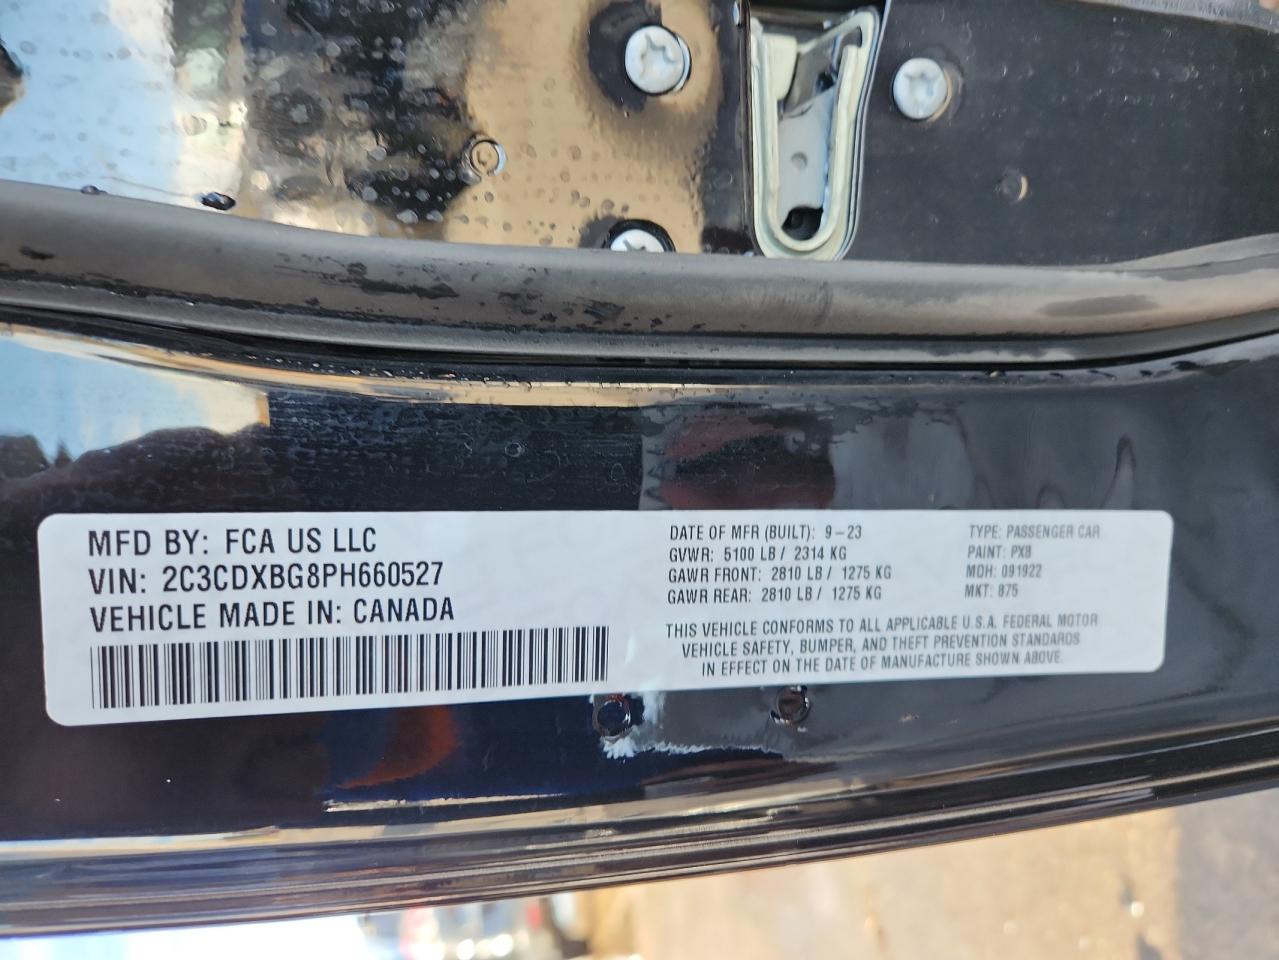 MFD BY: FCA US LLC
VIN: 2C3CDXBG8PH660527
VEHICLE MADE IN: CANADA
DATE OF MFR (BUILT): 9-23
GVWR: 5100 LB / 2314 KG
GAWR FRONT: 2810 LB / 1275 KG
GAWR REAR: 2810 LB / 1275 KG
TYPE: PASSENGER CAR
PAINT: PX8
MDH: 091922
MKT: 875
THIS VEHICLE CONFORMS TO ALL APPLICABLE U.S.A. FEDERAL MOTOR
VEHICLE SAFETY, BUMPER, AND THEFT PREVENTION STANDARDS
IN EFFECT ON THE DATE OF MANUFACTURE SHOWN ABOVE.